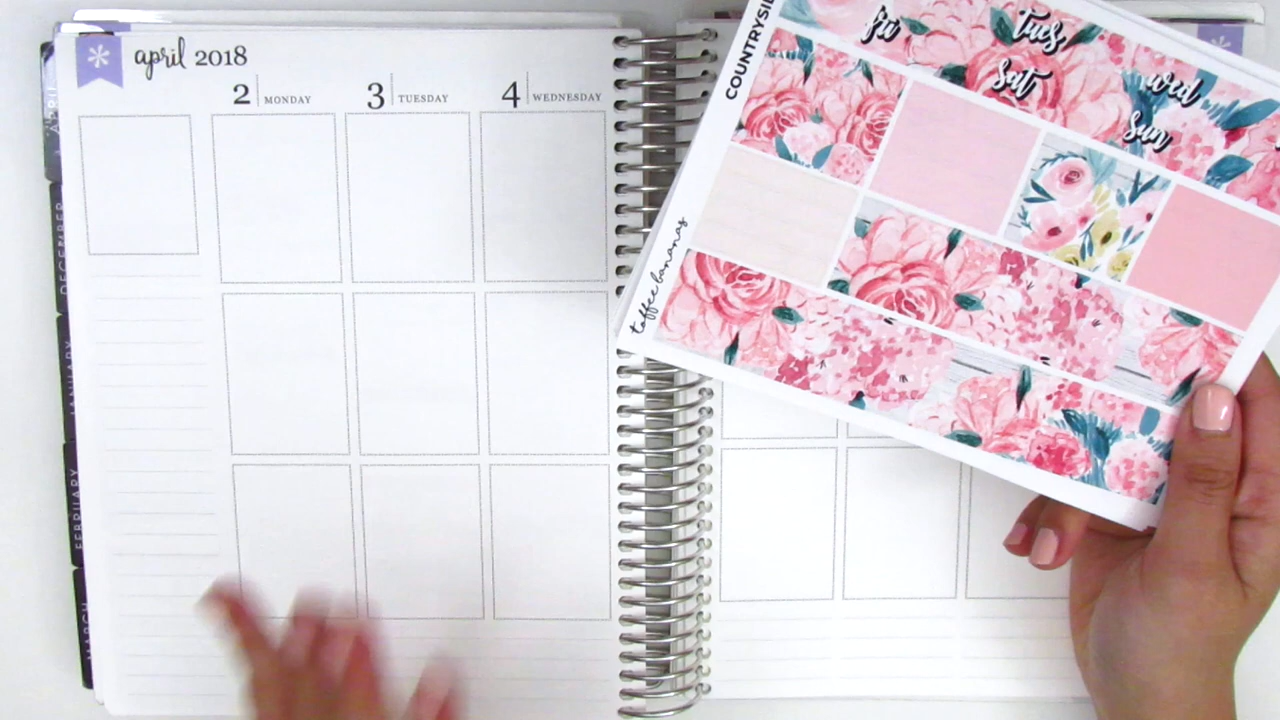 april 2018
2 MONDAY
3 TUESDAY
4 WEDNESDAY
APRIL
DECEMBER
JANUARY
FEBRUARY
MARCH
toffee bananas
fri
tues
sat
wed
sun